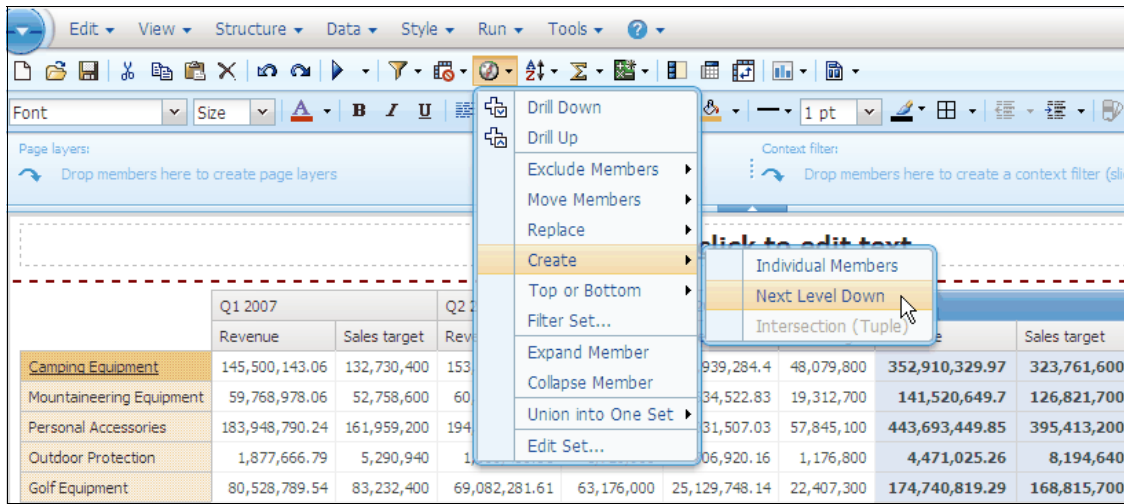 Edit View Structure Data Style Run Tools ?
Font Size A B I U 1 pt
Page layers:
Drop members here to create page layers
Context filter:
Drop members here to create a context filter (sli
click to edit text
Drill Down
Drill Up
Exclude Members
Move Members
Replace
Create
Top or Bottom
Filter Set...
Expand Member
Collapse Member
Union into One Set
Edit Set...
Individual Members
Next Level Down
Intersection (Tuple)
Q1 2007 Q2 2
Revenue Sales target Reve e Sales target
Camping Equipment 145,500,143.06 132,730,400 153, 939,284.4 48,079,800 352,910,329.97 323,761,600
Mountaineering Equipment 59,768,978.06 52,758,600 60, 34,522.83 19,312,700 141,520,649.7 126,821,700
Personal Accessories 183,948,790.24 161,959,200 194, 31,507.03 57,845,100 443,693,449.85 395,413,200
Outdoor Protection 1,877,666.79 5,290,940 1, 06,920.16 1,176,800 4,471,025.26 8,194,640
Golf Equipment 80,528,789.54 83,232,400 69,082,281.61 63,176,000 25,129,748.14 22,407,300 174,740,819.29 168,815,700